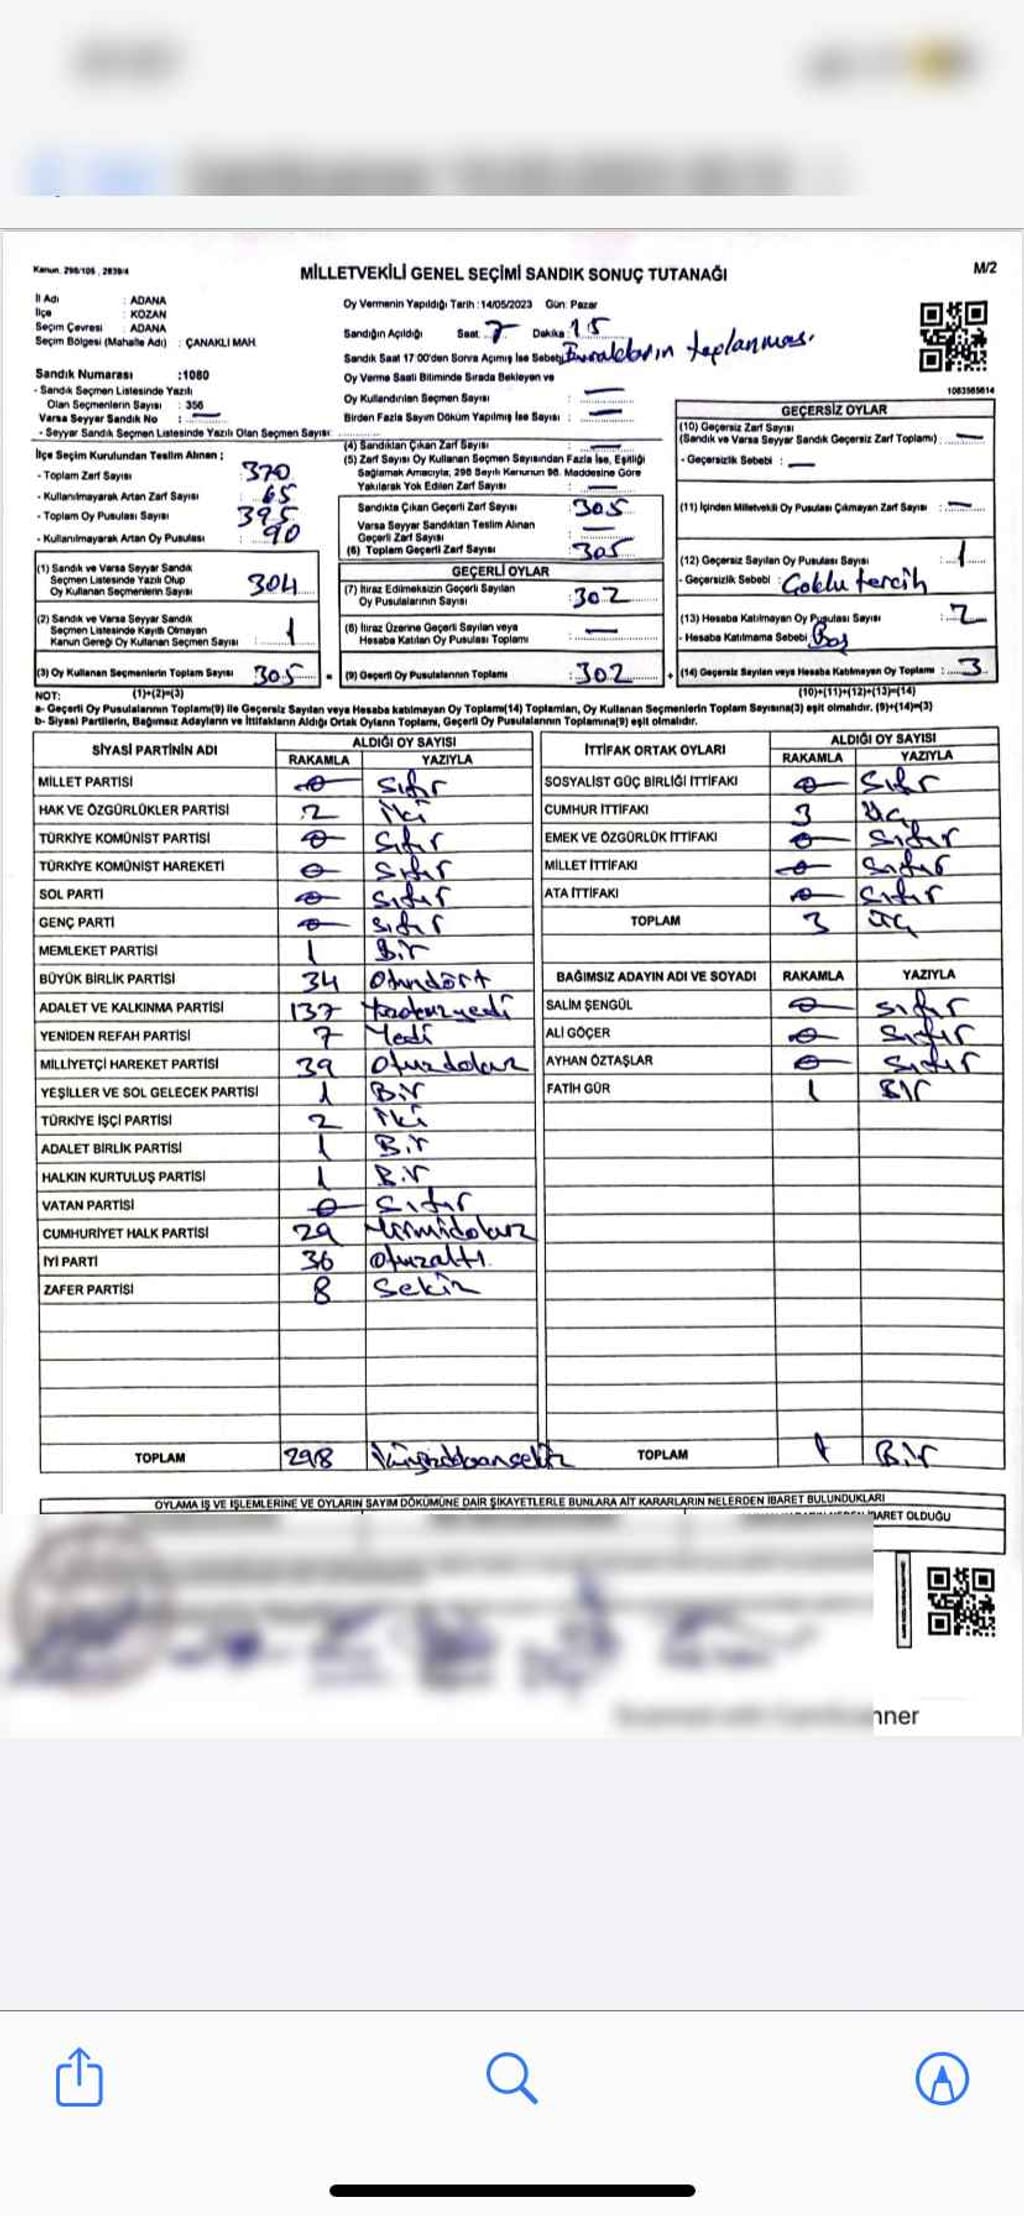 Kanun. 298/105 , 2839/4
MİLLETVEKİLİ GENEL SEÇİMİ SANDIK SONUÇ TUTANAĞI
M/2
İl Adı : ADANA
İlçe : KOZAN
Seçim Çevresi : ADANA
Seçim Bölgesi (Mahalle Adı) : ÇANAKLI MAH
Sandık Numarası :1080
- Sandık Seçmen Listesinde Yazılı
Olan Seçmenlerin Sayısı : 356
Varsa Seyyar Sandık No : —
- Seyyar Sandık Seçmen Listesinde Yazılı Olan Seçmen Sayısı:
İlçe Seçim Kurulundan Teslim Alınan ;
- Toplam Zarf Sayısı 370
- Kullanılmayarak Artan Zarf Sayısı : 65
- Toplam Oy Pusulası Sayısı 395
- Kullanılmayarak Artan Oy Pusulası : 90
Oy Vermenin Yapıldığı Tarih :14/05/2023 Gün: Pazar
Sandığın Açıldığı Saat 7 Dakika 15
Sandık Saat 17:00'den Sonra Açımış İse Sebebi Evrakların toplanması.
Oy Verme Saati Bitiminde Sırada Bekleyen ve
Oy Kullandırılan Seçmen Sayısı : —
Birden Fazla Sayım Döküm Yapılmış İse Sayısı : —
(4) Sandıktan Çıkan Zarf Sayısı : —
(5) Zarf Sayısı Oy Kullanan Seçmen Sayısından Fazla İse, Eşitliği
Sağlamak Amacıyla, 298 Sayılı Kanunun 98. Maddesine Göre
Yakılarak Yok Edilen Zarf Sayısı : —
Sandıkta Çıkan Geçerli Zarf Sayısı 305
Varsa Seyyar Sandıktan Teslim Alınan
Geçerli Zarf Sayısı : —
(6) Toplam Geçerli Zarf Sayısı : 305
1083585614
GEÇERSİZ OYLAR
(10) Geçersiz Zarf Sayısı
(Sandık ve Varsa Seyyar Sandık Geçersiz Zarf Toplamı) : —
- Geçersizlik Sebebi : —
(11) İçinden Milletvekili Oy Pusulası Çıkmayan Zarf Sayısı : —
(12) Geçersiz Sayılan Oy Pusulası Sayısı : 1
- Geçersizlik Sebebi : Çoklu tercih
(13) Hesaba Katılmayan Oy Pusulası Sayısı : 2
- Hesaba Katılmama Sebebi : Boş
(14) Geçersiz Sayılan veya Hesaba Katılmayan Oy Toplamı : 3
(1) Sandık ve Varsa Seyyar Sandık
Seçmen Listesinde Yazılı Olup
Oy Kullanan Seçmenlerin Sayısı 304
(2) Sandık ve Varsa Seyyar Sandık
Seçmen Listesinde Kayıtlı Olmayan
Kanun Gereği Oy Kullanan Seçmen Sayısı 1
(3) Oy Kullanan Seçmenlerin Toplam Sayısı 305 =
GEÇERLİ OYLAR
(7) İtiraz Edilmeksizin Geçerli Sayılan
Oy Pusulalarının Sayısı : 302
(8) İtiraz Üzerine Geçerli Sayılan veya
Hesaba Katılan Oy Pusulası Toplamı : —
(9) Geçerli Oy Pusulalarının Toplamı : 302 +
NOT: (1)+(2)=(3)
(10)+(11)+(12)+(13)=(14)
a- Geçerli Oy Pusulalarının Toplamı(9) ile Geçersiz Sayılan veya Hesaba katılmayan Oy Toplamı(14) Toplamları, Oy Kullanan Seçmenlerin Toplam Sayısına(3) eşit olmalıdır. (9)+(14)=(3)
b- Siyasi Partilerin, Bağımsız Adayların ve İttifakların Aldığı Ortak Oyların Toplamı, Geçerli Oy Pusulalarının Toplamına(9) eşit olmalıdır.
SİYASİ PARTİNİN ADI ALDIĞI OY SAYISI
RAKAMLA YAZIYLA
MİLLET PARTİSİ 0 Sıfır
HAK VE ÖZGÜRLÜKLER PARTİSİ 2 İki
TÜRKİYE KOMÜNİST PARTİSİ 0 Sıfır
TÜRKİYE KOMÜNİST HAREKETİ 0 Sıfır
SOL PARTİ 0 Sıfır
GENÇ PARTİ 0 Sıfır
MEMLEKET PARTİSİ 1 Bir
BÜYÜK BİRLİK PARTİSİ 34 Otuzdört
ADALET VE KALKINMA PARTİSİ 137
YENİDEN REFAH PARTİSİ 7 Yedi
MİLLİYETÇİ HAREKET PARTİSİ 39 Otuzdokuz
YEŞİLLER VE SOL GELECEK PARTİSİ 1 Bir
TÜRKİYE İŞÇİ PARTİSİ 2 İki
ADALET BİRLİK PARTİSİ 1 Bir
HALKIN KURTULUŞ PARTİSİ 1 Bir
VATAN PARTİSİ 0 Sıfır
CUMHURİYET HALK PARTİSİ 29 Yirmidokuz
İYİ PARTİ 36 Otuzaltı.
ZAFER PARTİSİ 8 Sekiz
TOPLAM 298
İTTİFAK ORTAK OYLARI ALDIĞI OY SAYISI
RAKAMLA YAZIYLA
SOSYALİST GÜÇ BİRLİĞİ İTTİFAKI 0 Sıfır
CUMHUR İTTİFAKI 3 Üç
EMEK VE ÖZGÜRLÜK İTTİFAKI 0 Sıfır
MİLLET İTTİFAKI 0 Sıfır
ATA İTTİFAKI 0 Sıfır
TOPLAM 3 Üç
BAĞIMSIZ ADAYIN ADI VE SOYADI RAKAMLA YAZIYLA
SALİM ŞENGÜL 0 Sıfır
ALİ GÖÇER 0 Sıfır
AYHAN ÖZTAŞLAR 0 Sıfır
FATİH GÜR 1 BİR
TOPLAM 1 Bir
OYLAMA İŞ VE İŞLEMLERİNE VE OYLARIN SAYIM DÖKÜMÜNE DAİR ŞİKAYETLERLE BUNLARA AİT KARARLARIN NELERDEN İBARET BULUNDUKLARI
BARET OLDUĞU
nner